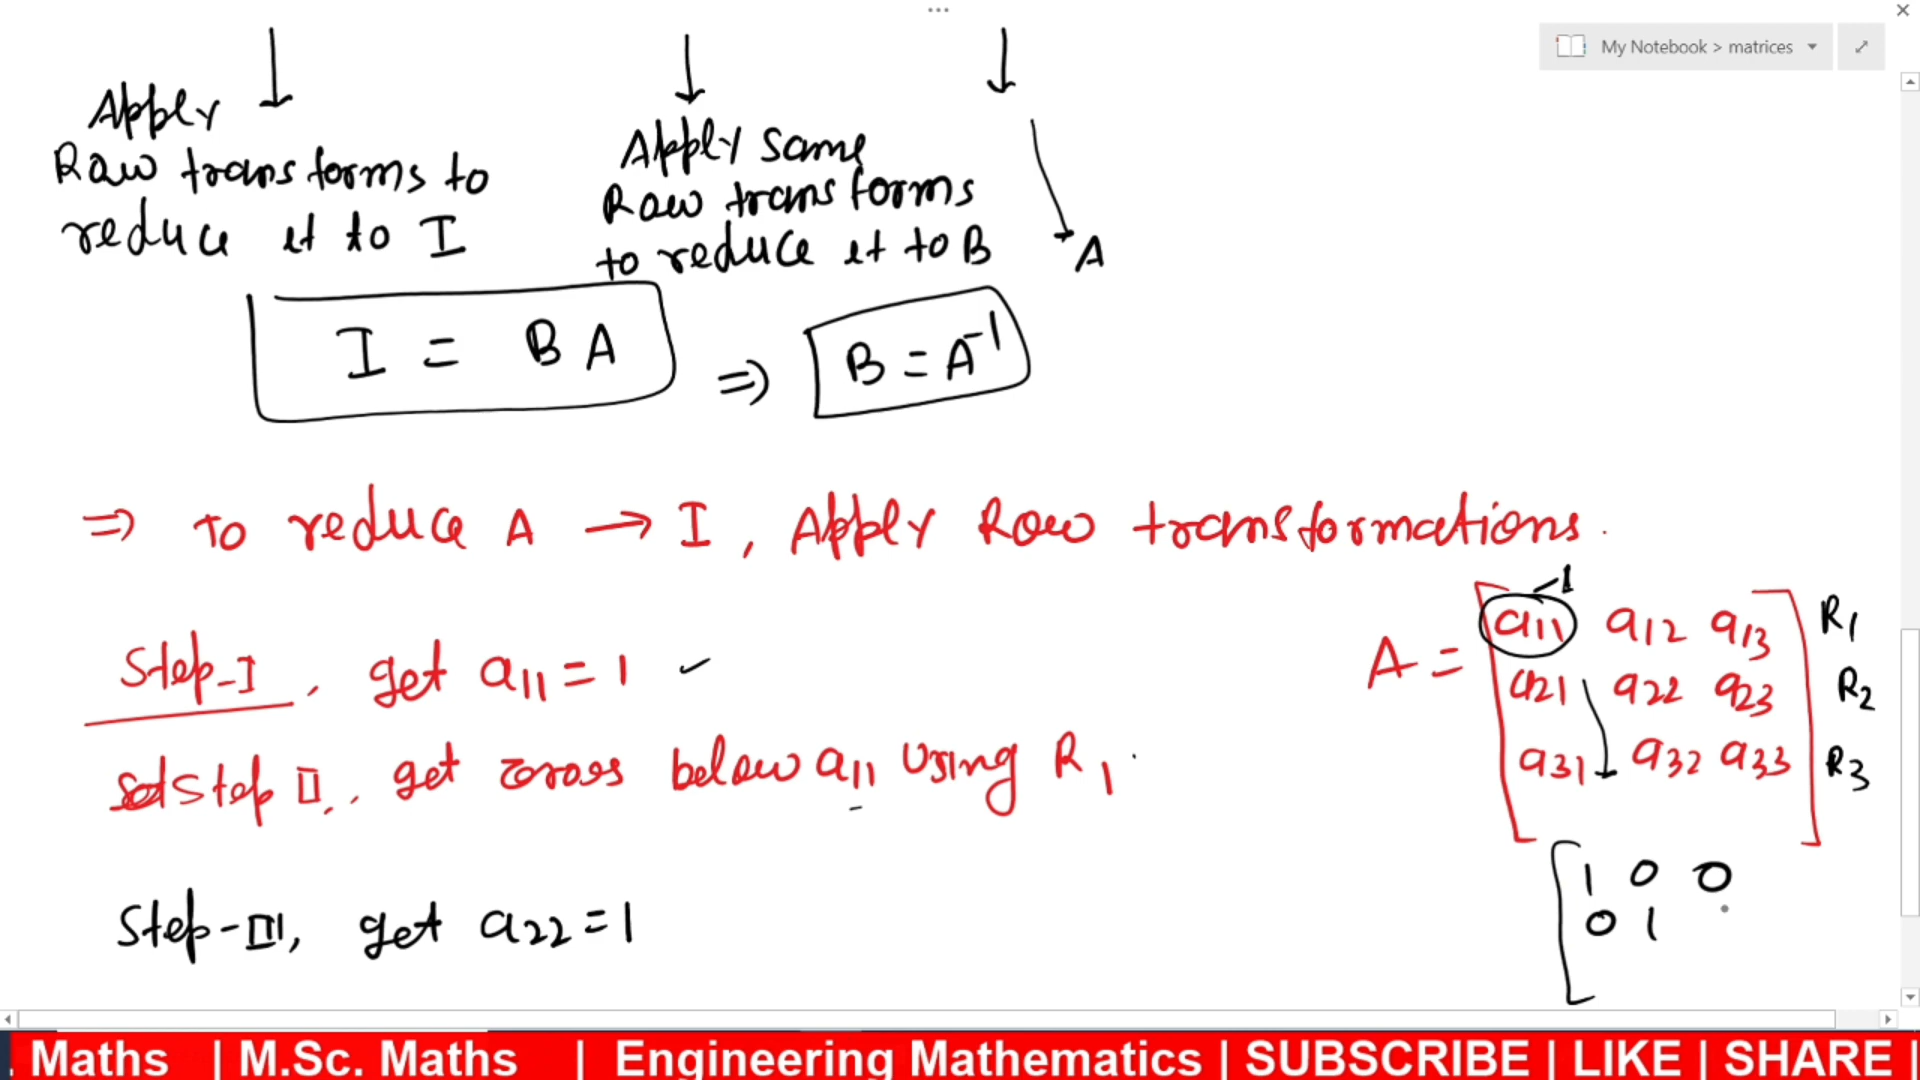 My Notebook > matrices
Apply
Raw transforms to
reduce it to I
Apply same
Row transforms
to reduce it to B
A
I = B A
⇒ B = A⁻¹
⇒ To reduce A → I, Apply Row transformations.
Step-I, get a11 = 1 ✓
Step II, get zeross below a11 Using R1.
Step-III, get a22 = 1
1
A = [ a11 a12 a13 ] R1
a21 a22 a23 R2
a31 a32 a33 R3
[ 1 0 0
0 1
. Maths | M.Sc. Maths | Engineering Mathematics | SUBSCRIBE | LIKE | SHARE |